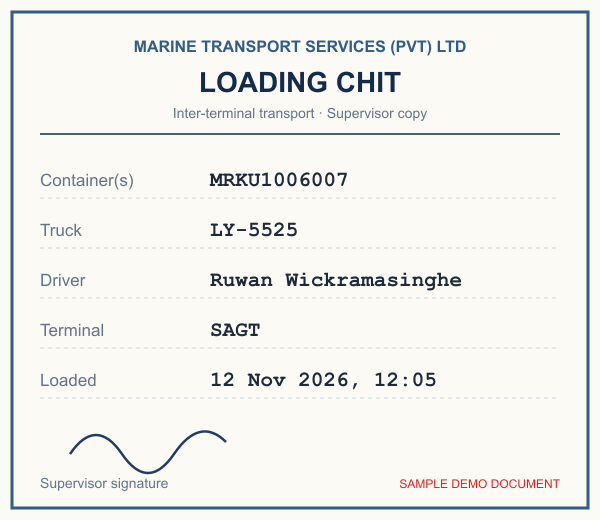 MARINE TRANSPORT SERVICES (PVT) LTD
LOADING CHIT
Inter-terminal transport · Supervisor copy
Container(s) MRKU1006007
Truck LY-5525
Driver Ruwan Wickramasinghe
Terminal SAGT
Loaded 12 Nov 2026, 12:05
Supervisor signature SAMPLE DEMO DOCUMENT